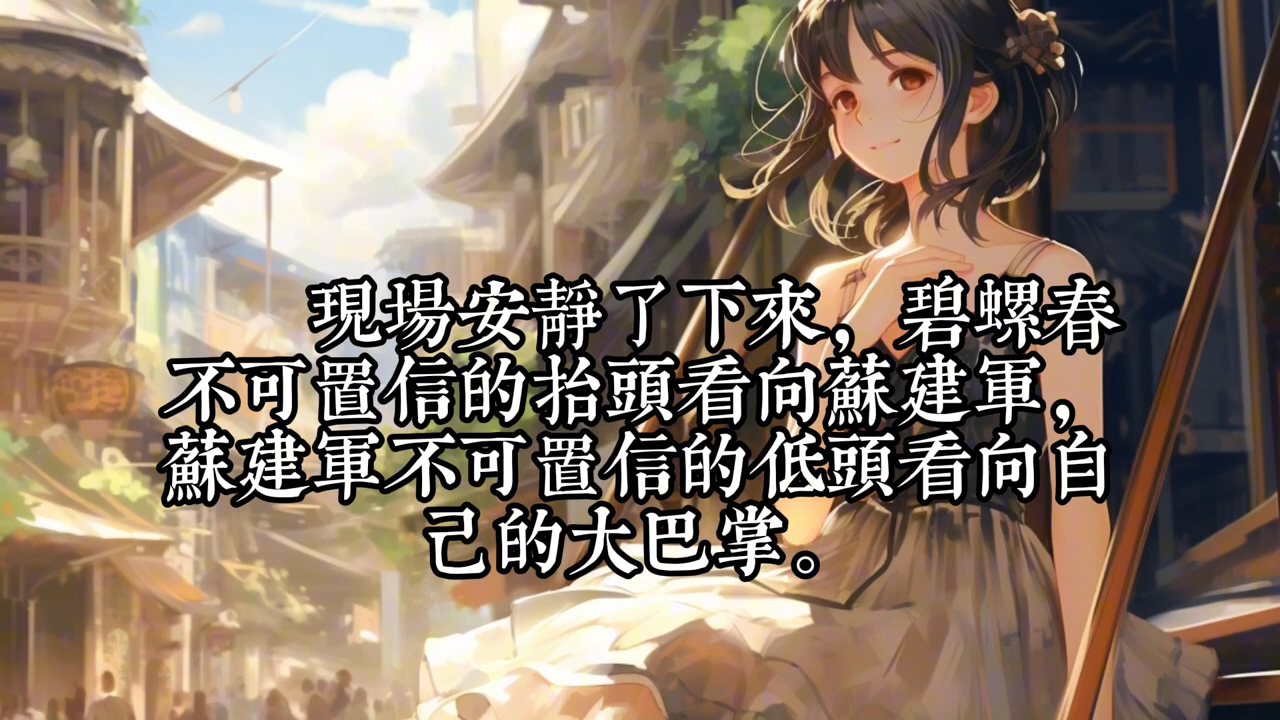 現場安靜了下來，碧螺春
不可置信的抬頭看向蘇建軍，
蘇建軍不可置信的低頭看向自
己的大巴掌。